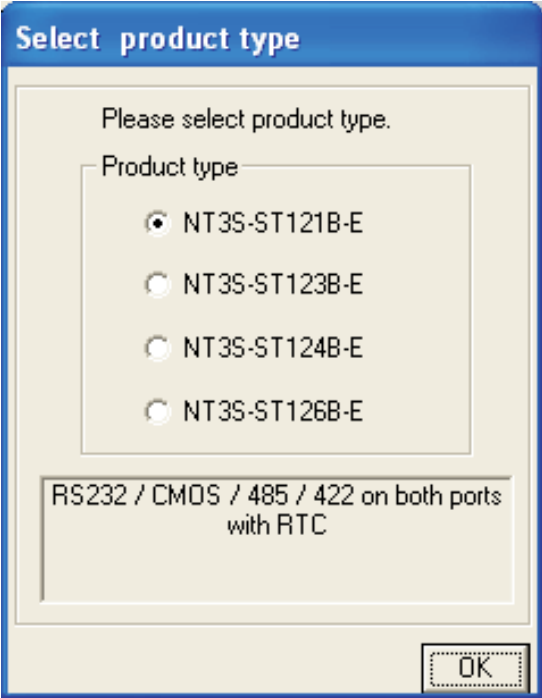 Select product type
Please select product type.
Product type
NT3S-ST121B-E
NT3S-ST123B-E
NT3S-ST124B-E
NT3S-ST126B-E
RS232 / CMOS / 485 / 422 on both ports
with RTC
OK